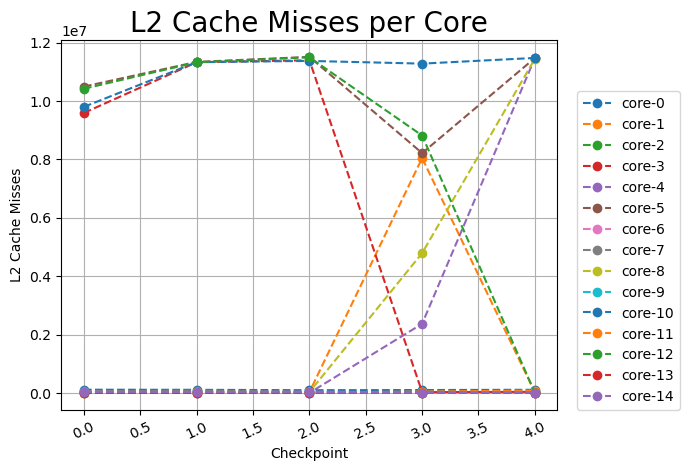 L2 Cache Misses per Core
1e7
1.2
1.0
0.8
0.6
0.4
0.2
0.0
L2 Cache Misses
0.0 0.5 1.0 1.5 2.0 2.5 3.0 3.5 4.0
Checkpoint
core-0
core-1
core-2
core-3
core-4
core-5
core-6
core-7
core-8
core-9
core-10
core-11
core-12
core-13
core-14